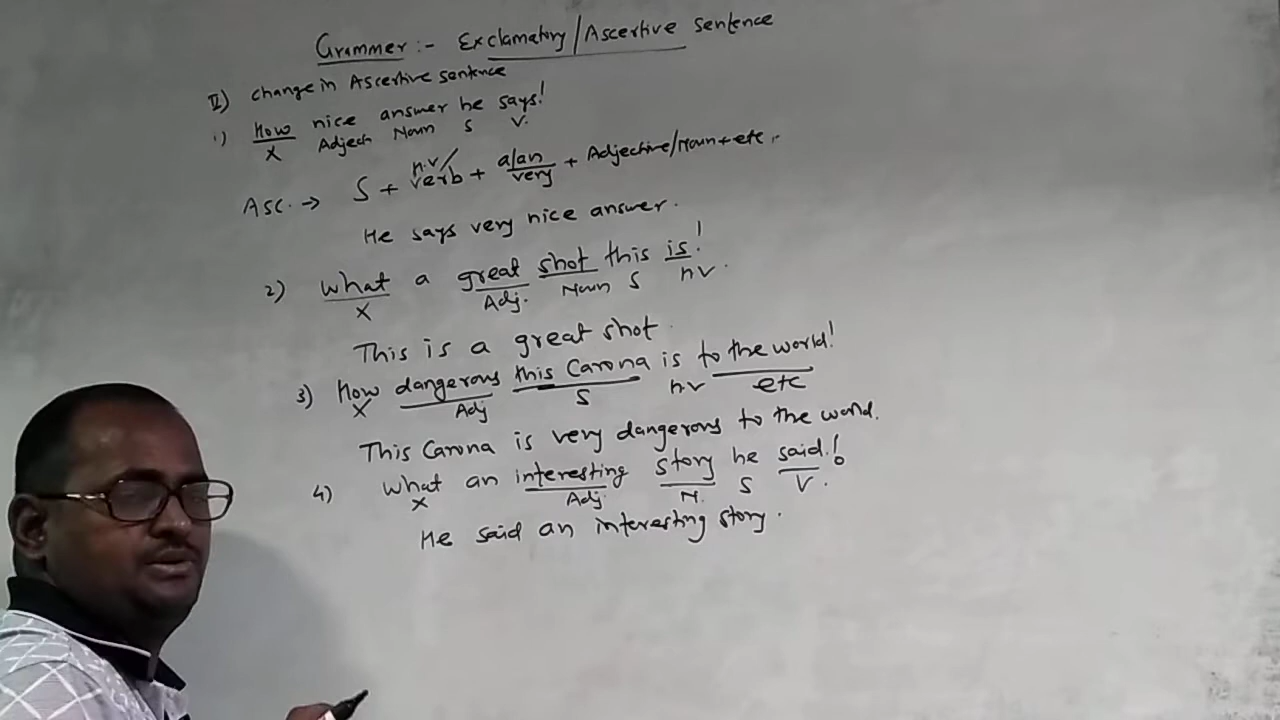 Grammer:- Exclamatory/Ascertive sentence
II) change in Ascertive sentence
1) How nice answer he says!
X Adject Noun S V.
n.v/ a/an
Asc. → S + verb + very + Adjective/Noun + etc.
He says very nice answer.
2) What a great shot this is!
X Adj. Noun S n.v.
This is a great shot.
3) How dangerous this Carona is to the world!
X Adj S n.v etc
This Carona is very dangerous to the world.
4) What an interesting story he said!
X Adj. N. S V.
He said an interesting story.